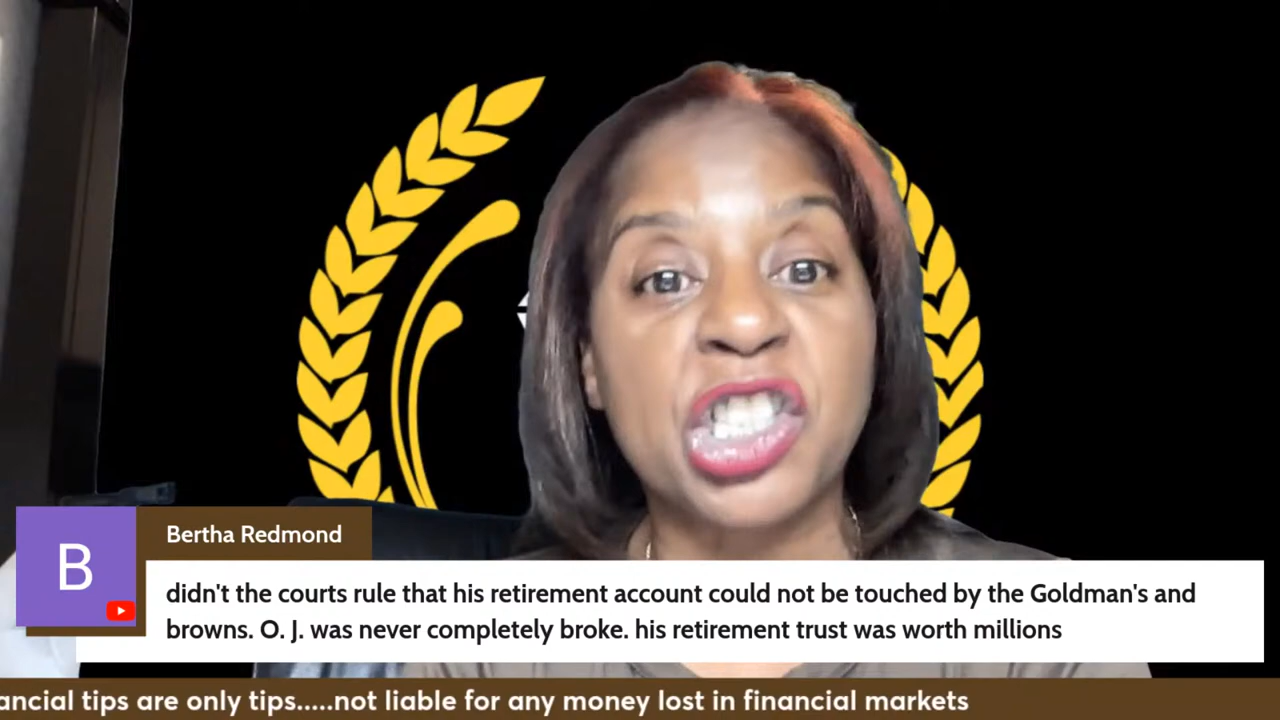 B
Bertha Redmond
didn't the courts rule that his retirement account could not be touched by the Goldman's and
browns. O. J. was never completely broke. his retirement trust was worth millions
ancial tips are only tips.....not liable for any money lost in financial markets